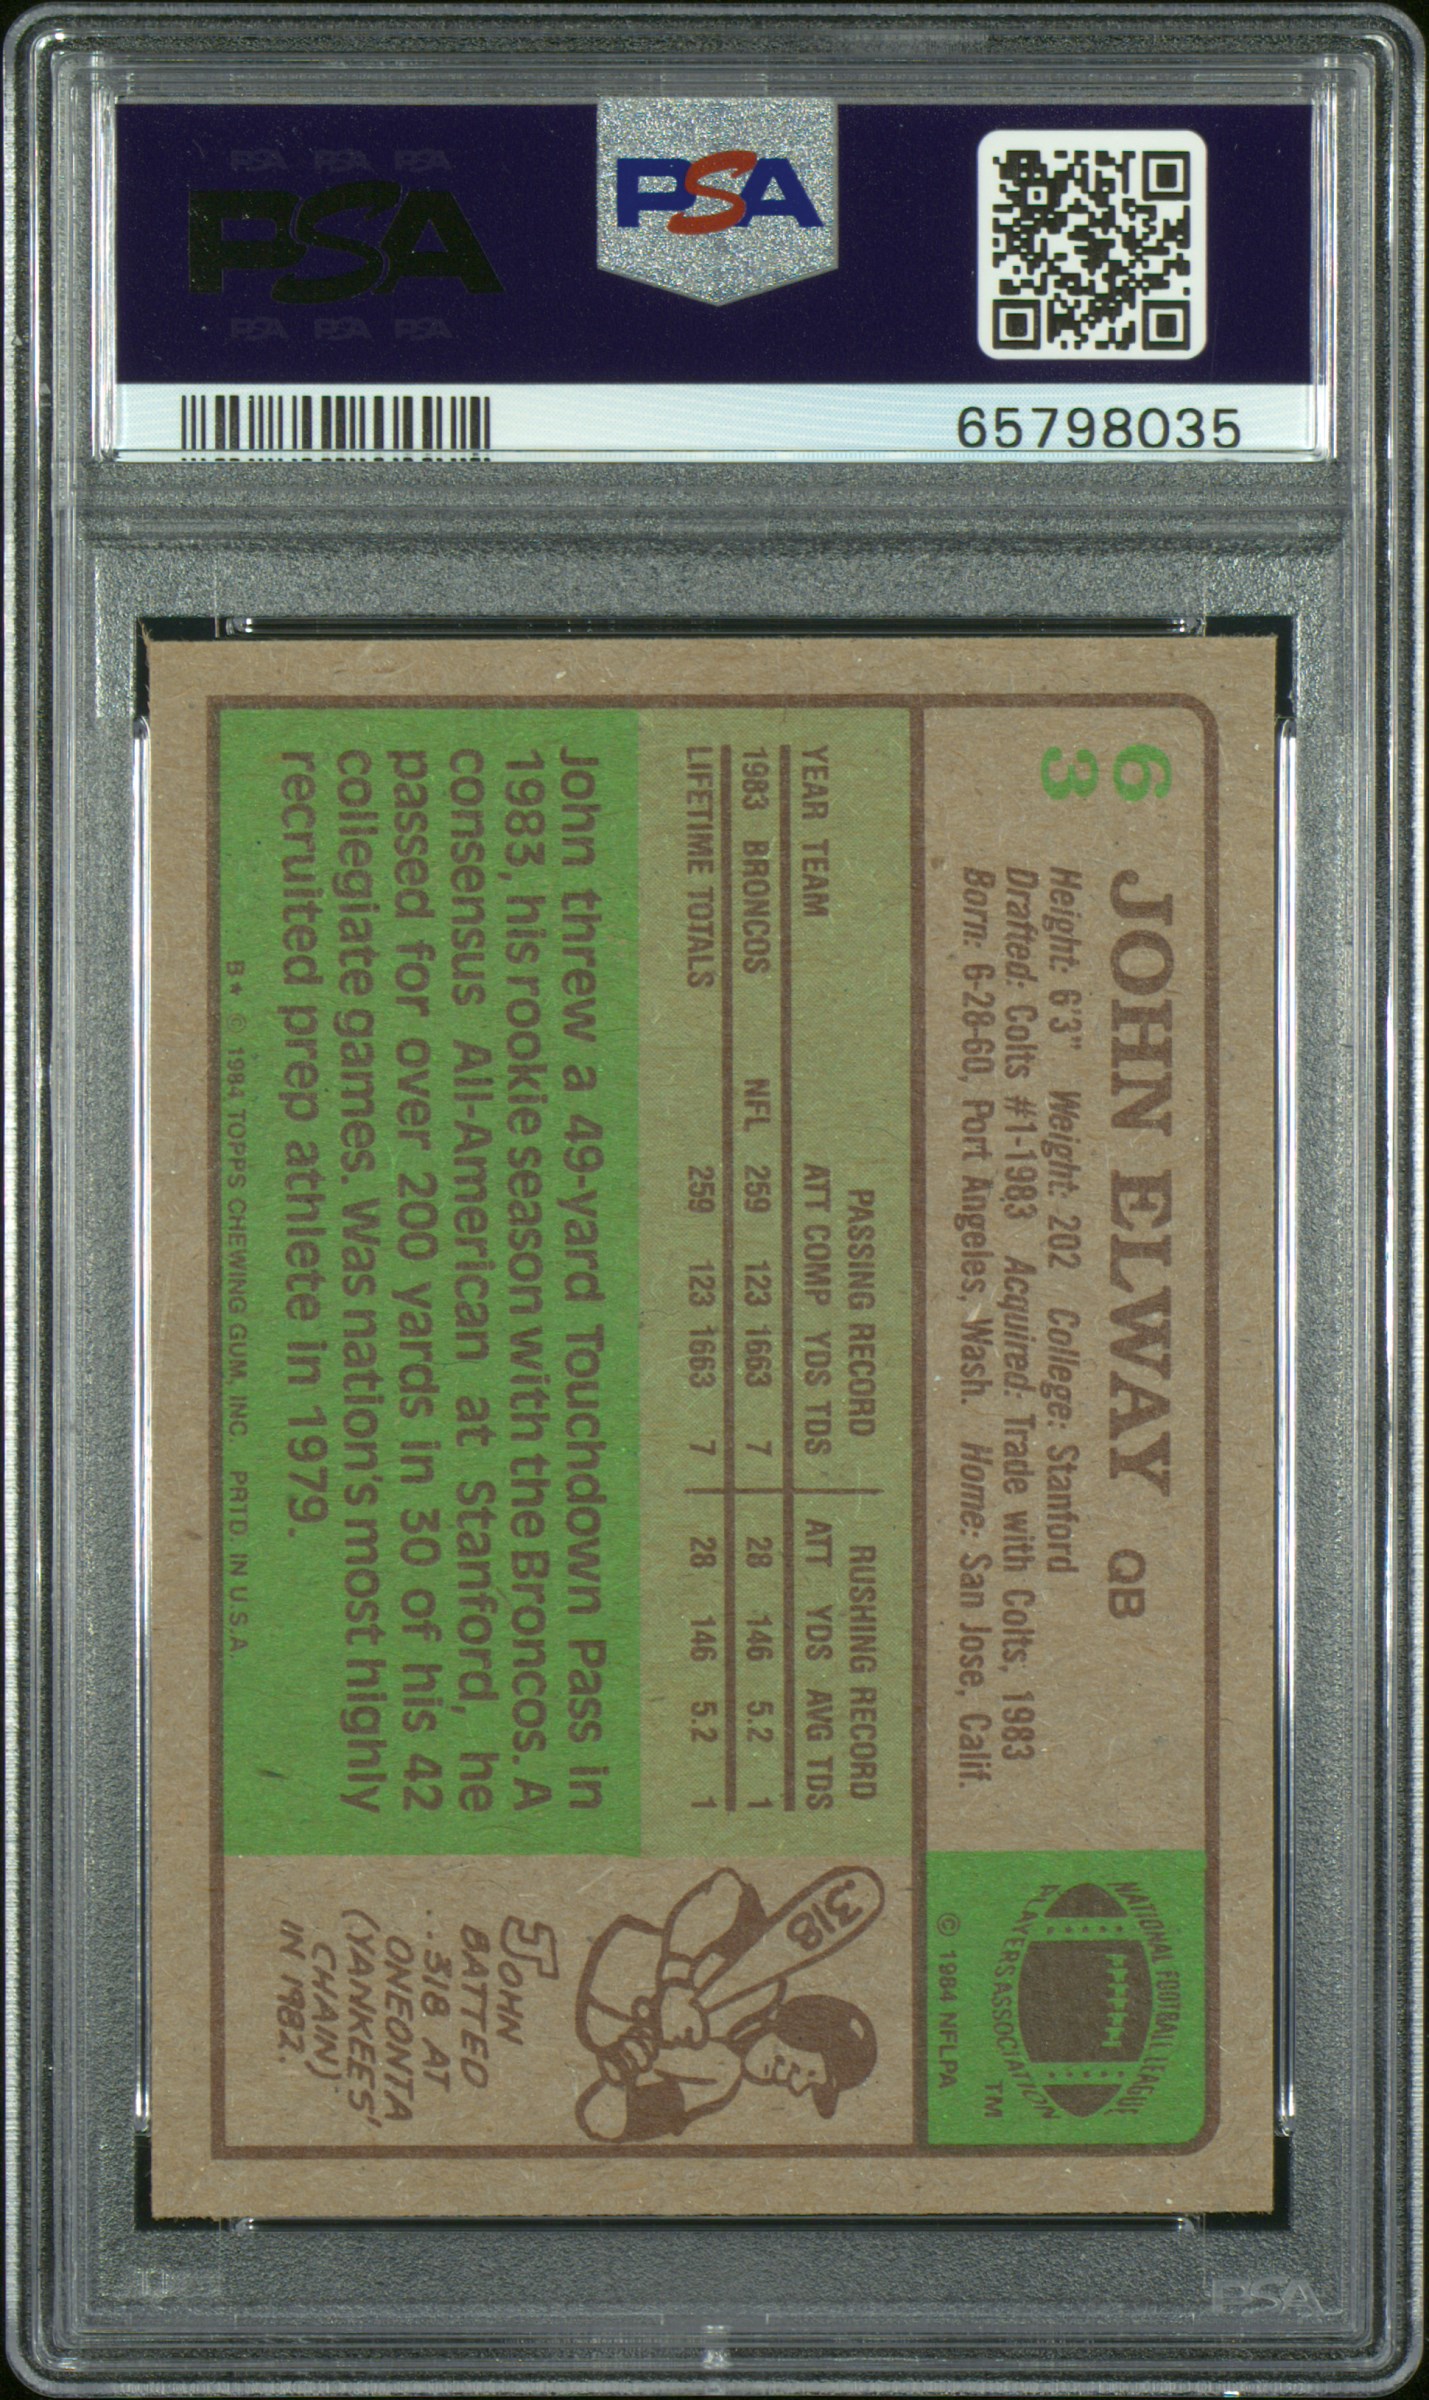 PSA PSA PSA
PSA
PSA PSA PSA
PSA
65798035
63
JOHN ELWAY QB
Height: 6'3" Weight: 202 College: Stanford
Drafted: Colts #1-1983 Acquired: Trade with Colts, 1983
Born: 6-28-60, Port Angeles, Wash. Home: San Jose, Calif.
NATIONAL FOOTBALL LEAGUE
PLAYERS ASSOCIATION
TM
© 1984 NFLPA
PASSING RECORD RUSHING RECORD
YEAR TEAM ATT COMP YDS TDS ATT YDS AVG TDS
1983 BRONCOS NFL 259 123 1663 7 28 146 5.2 1
LIFETIME TOTALS 259 123 1663 7 28 146 5.2 1
John threw a 49-yard Touchdown Pass in
1983, his rookie season with the Broncos. A
consensus All-American at Stanford, he
passed for over 200 yards in 30 of his 42
collegiate games. Was nation's most highly
recruited prep athlete in 1979.
B* © 1984 TOPPS CHEWING GUM, INC. PRTD. IN U.S.A.
.318
JOHN
BATTED
..318 AT
ONEONTA
(YANKEES'
CHAIN)
IN 1982.
PSA